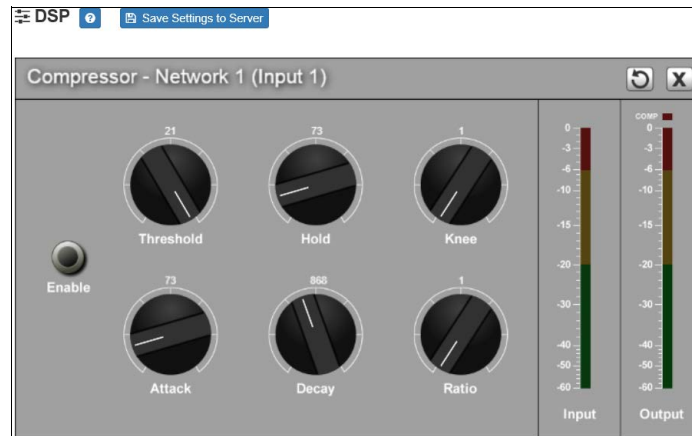 DSP ? Save Settings to Server
Compressor - Network 1 (Input 1) X
21 73 1
Threshold Hold Knee
Enable
73 868 1
Attack Decay Ratio
0
-3
-6
-10
-15
-20
-30
-40
-50
-60
Input
COMP
0
-3
-6
-10
-15
-20
-30
-40
-50
-60
Output